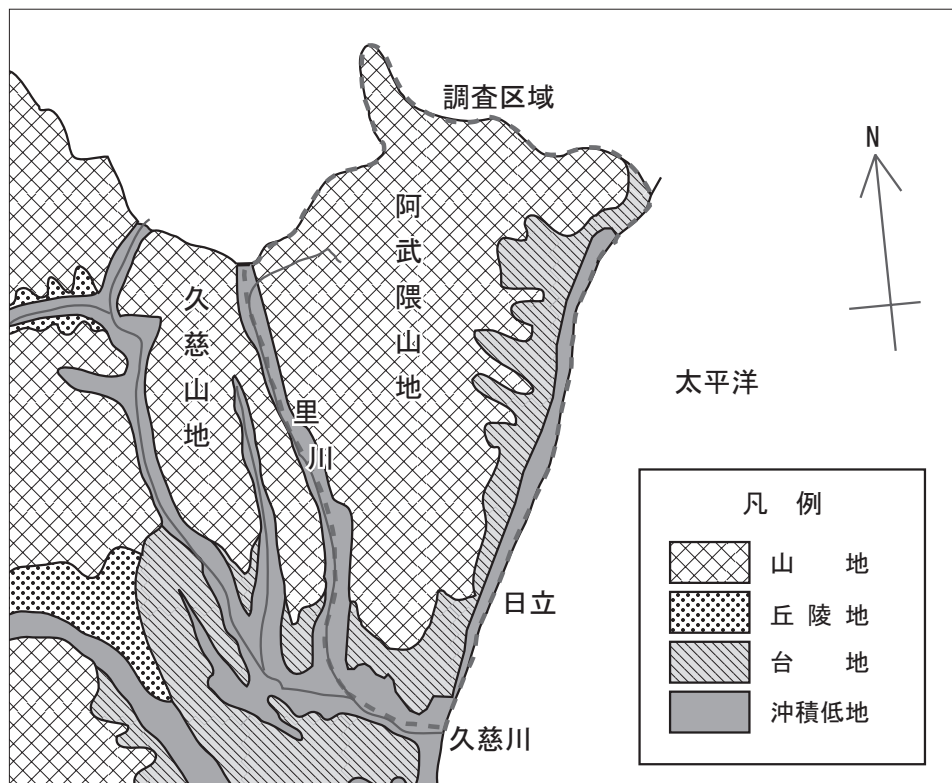 調査区域
N
阿武隈山地
久慈山地
里川
太平洋
日立
久慈川
凡 例
山 地
丘 陵 地
台 地
沖積低地